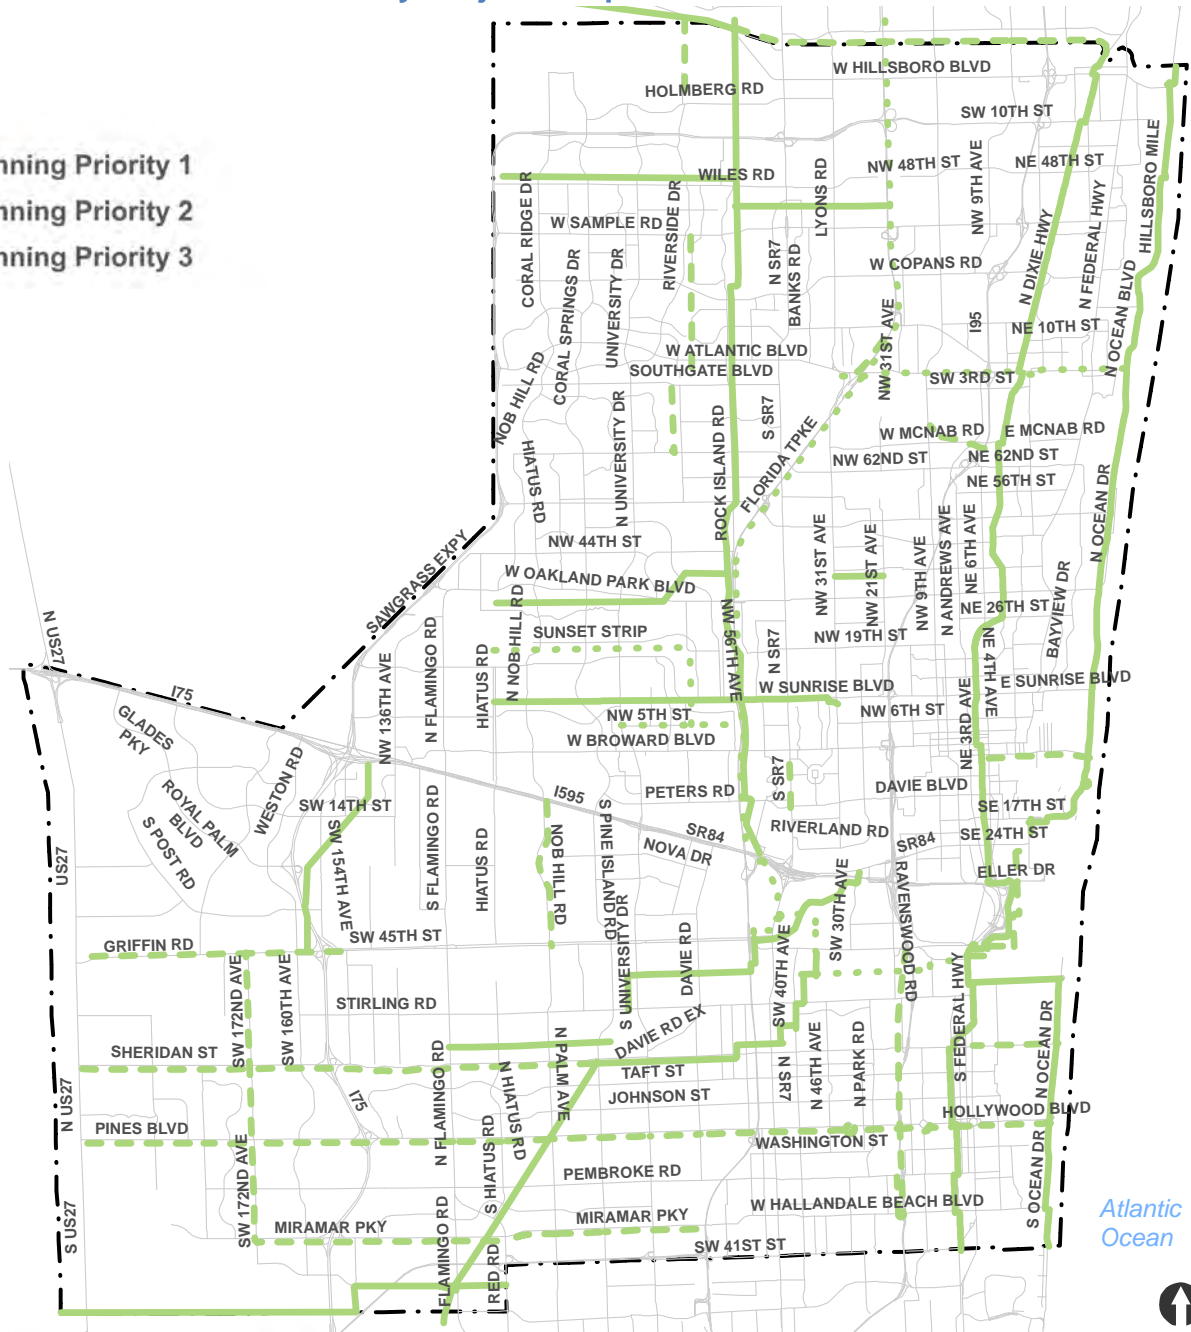 nning Priority 1
nning Priority 2
nning Priority 3
W HILLSBORO BLVD
HOLMBERG RD
SW 10TH ST
HILLSBORO MILE
NW 9TH AVE
NW 48TH ST
NE 48TH ST
WILES RD
LYONS RD
CORAL RIDGE DR
RIVERSIDE DR
N FEDERAL HWY
W SAMPLE RD
N DIXIE HWY
N SR7
BANKS RD
CORAL SPRINGS DR
UNIVERSITY DR
W COPANS RD
N OCEAN BLVD
NW 31ST AVE
I95
NE 10TH ST
W ATLANTIC BLVD
SOUTHGATE BLVD
SW 3RD ST
NOB HILL RD
N UNIVERSITY DR
ROCK ISLAND RD
S SR7
FLORIDA TPKE
W MCNAB RD
E MCNAB RD
HIATUS RD
NW 62ND ST
NE 62ND ST
NE 56TH ST
N OCEAN DR
NW 44TH ST
SAWGRASS EXPY
NW 31ST AVE
NW 21ST AVE
NW 9TH AVE
N ANDREWS AVE
NE 6TH AVE
W OAKLAND PARK BLVD
BAYVIEW DR
NE 26TH ST
N US27
N FLAMINGO RD
HIATUS RD
N NOB HILL RD
SUNSET STRIP
NW 56TH AVE
N SR7
NW 19TH ST
NE 4TH AVE
I75
NW 136TH AVE
W SUNRISE BLVD
E SUNRISE BLVD
GLADES
PKY
NW 5TH ST
NW 6TH ST
NE 3RD AVE
W BROWARD BLVD
WESTON RD
ROYAL PALM
BLVD
S POST RD
SW 14TH ST
I595
PETERS RD
S SR7
DAVIE BLVD
SE 17TH ST
US27
SW 154TH AVE
S FLAMINGO RD
HIATUS RD
NOB HILL RD
S PINE ISLAND RD
SR84
NOVA DR
RIVERLAND RD
SR84
SE 24TH ST
ELLER DR
GRIFFIN RD
SW 45TH ST
S UNIVERSITY DR
DAVIE RD
SW 40TH AVE
SW 30TH AVE
RAVENSWOOD RD
SW 172ND AVE
SW 160TH AVE
STIRLING RD
S FEDERAL HWY
N OCEAN DR
SHERIDAN ST
DAVIE RD EX
N US27
I75
N FLAMINGO RD
N HIATUS RD
N PALM AVE
TAFT ST
JOHNSON ST
N SR7
N 46TH AVE
N PARK RD
PINES BLVD
HOLLYWOOD BLVD
WASHINGTON ST
SW 172ND AVE
S HIATUS RD
PEMBROKE RD
S US27
MIRAMAR PKY
FLAMINGO RD
RED RD
MIRAMAR PKY
W HALLANDALE BEACH BLVD
S OCEAN DR
SW 41ST ST
Atlantic
Ocean